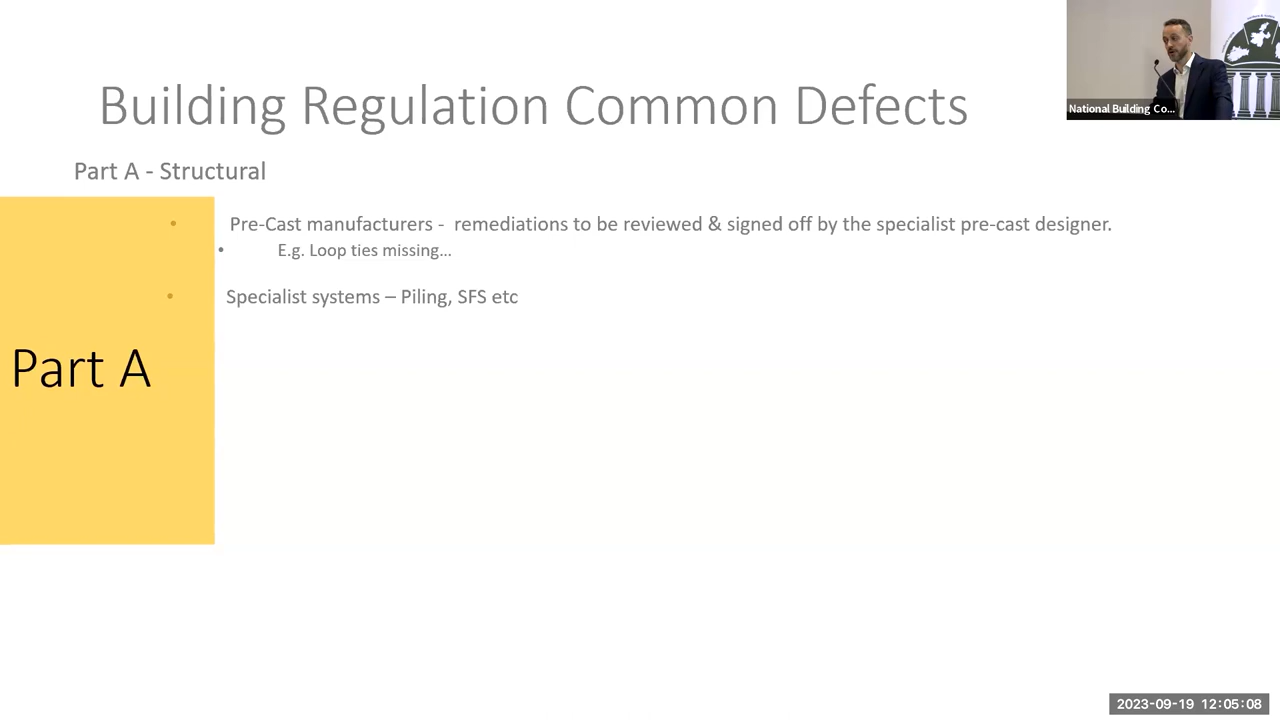 Building Regulation Common Defects
Part A - Structural
• Pre-Cast manufacturers - remediations to be reviewed & signed off by the specialist pre-cast designer.
• E.g. Loop ties missing...
• Specialist systems – Piling, SFS etc
Part A
National Building Co...
2023-09-19 12:05:08